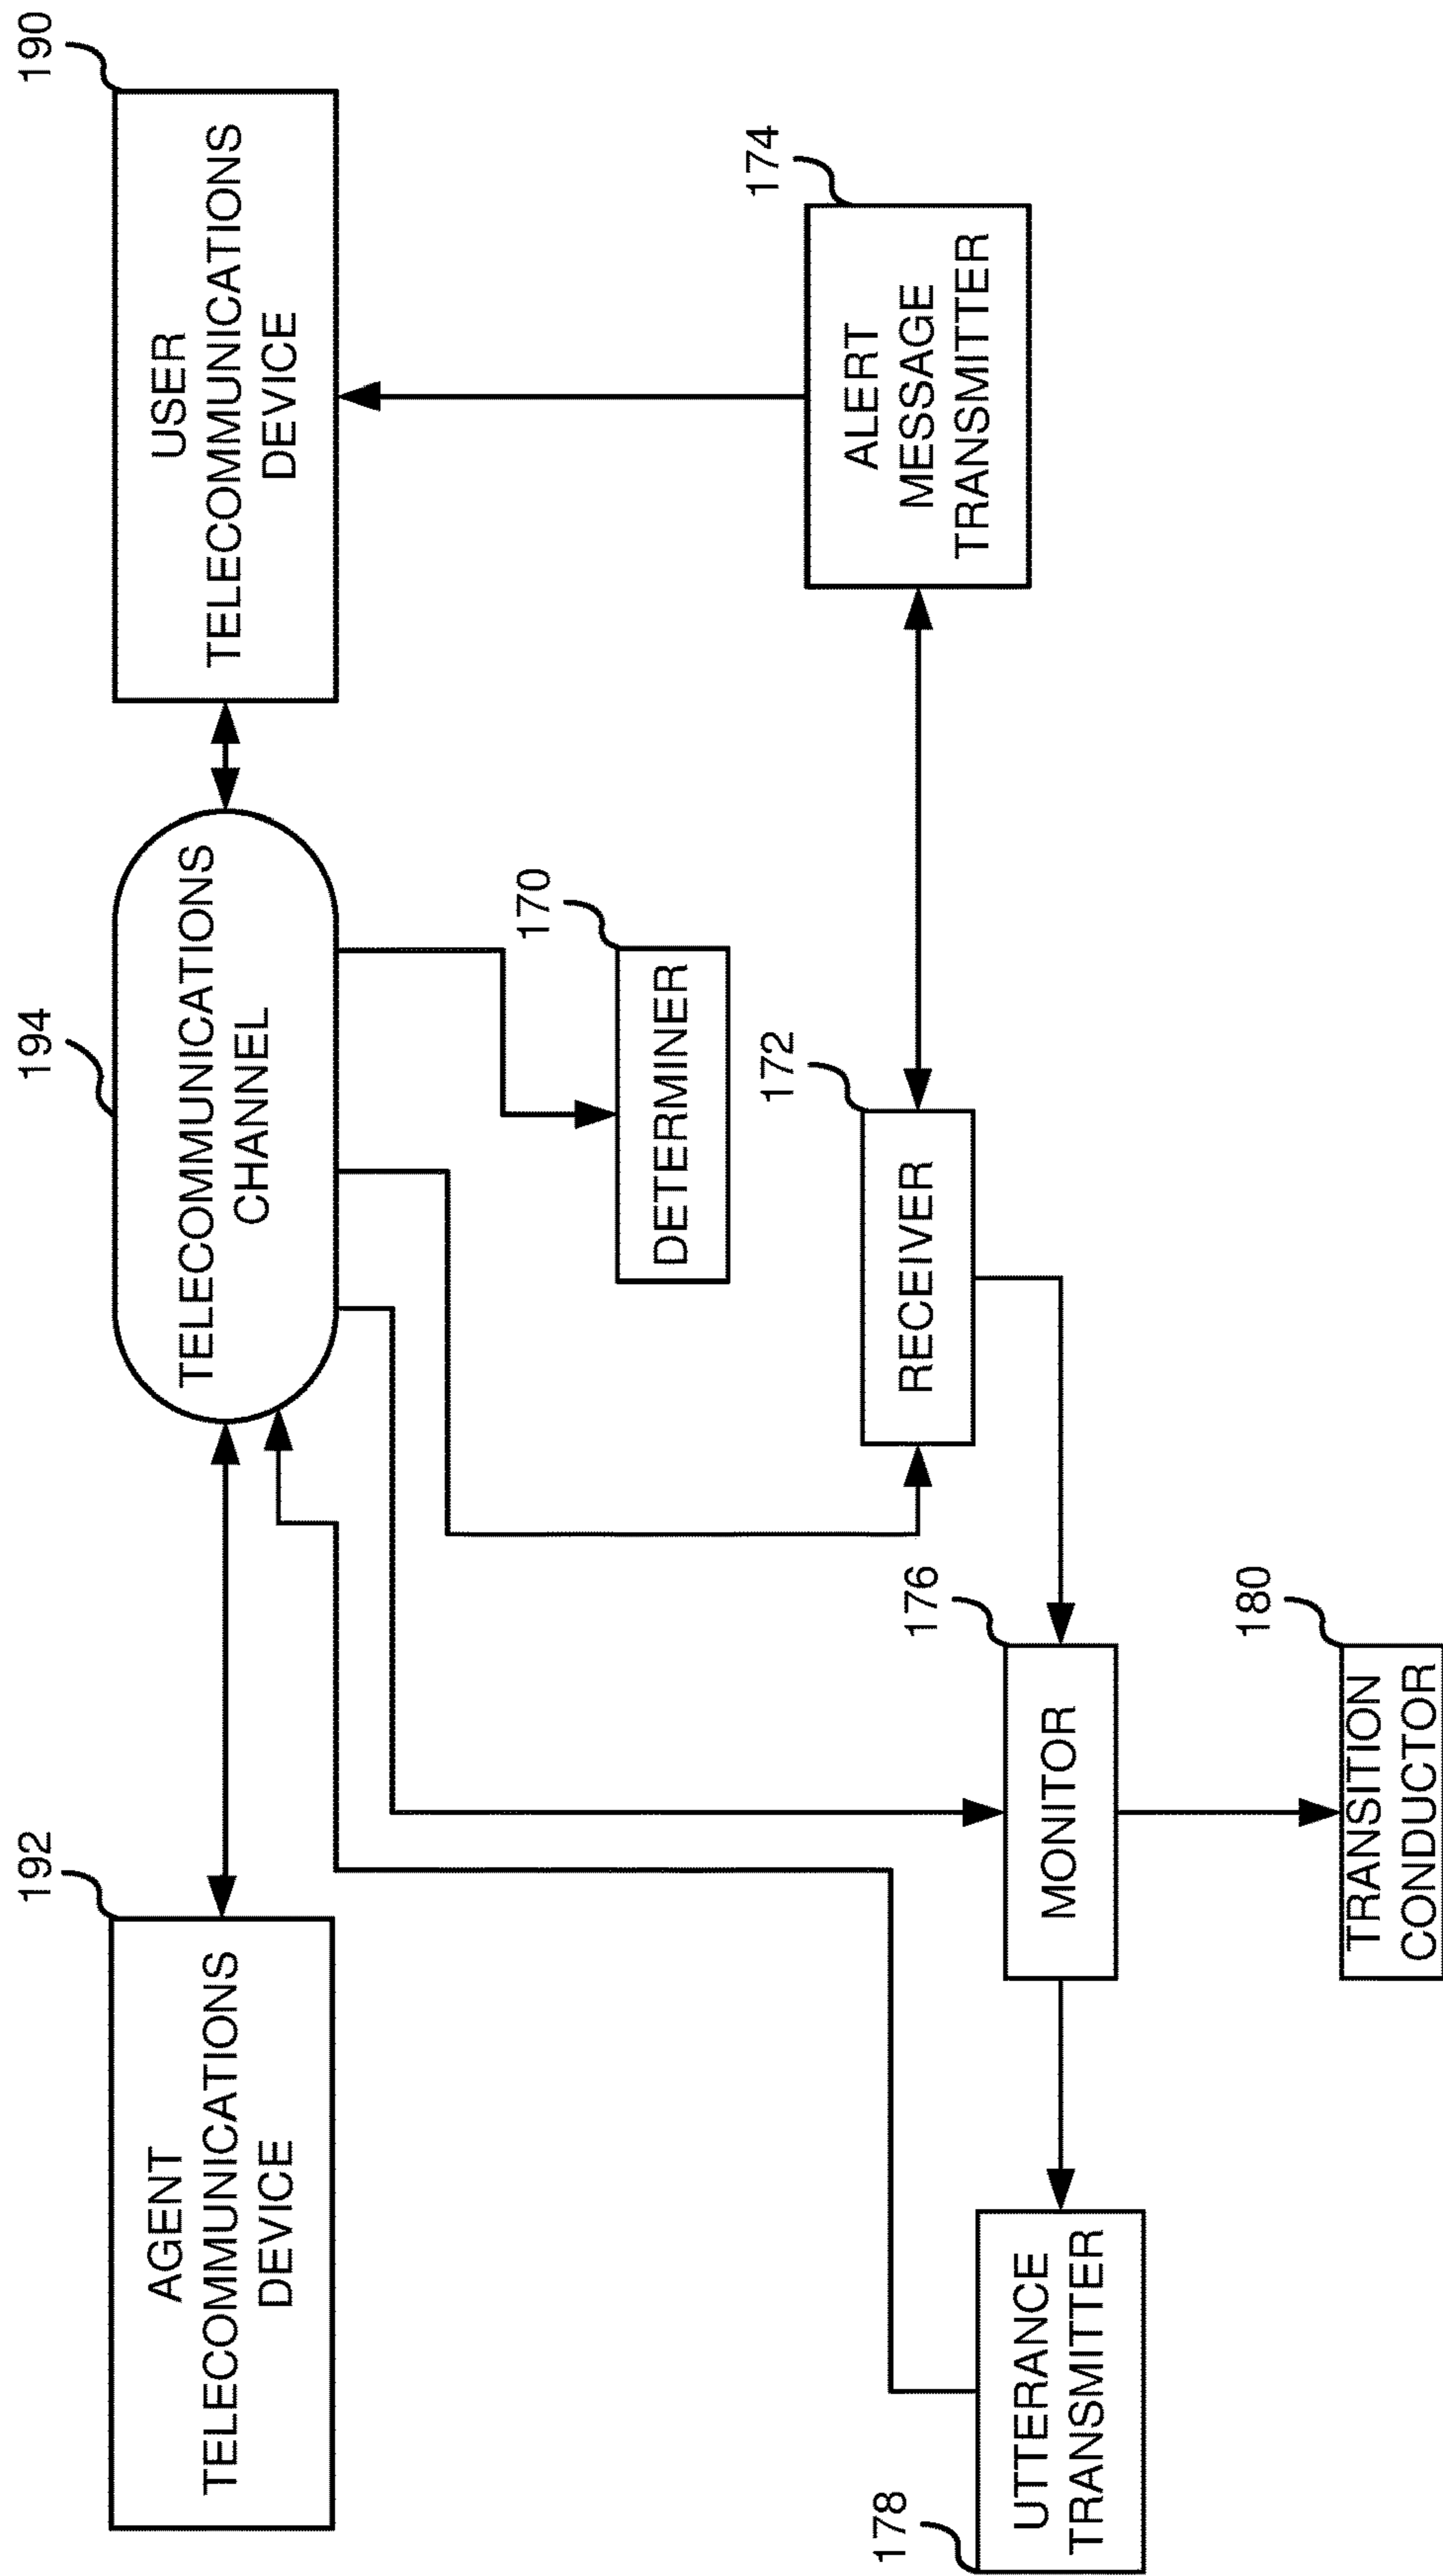 192
AGENT
TELECOMMUNICATIONS
DEVICE
194
TELECOMMUNICATIONS
CHANNEL
190
USER
TELECOMMUNICATIONS
DEVICE
170
DETERMINER
172
RECEIVER
174
ALERT
MESSAGE
TRANSMITTER
178
UTTERANCE
TRANSMITTER
176
MONITOR
180
TRANSITION
CONDUCTOR